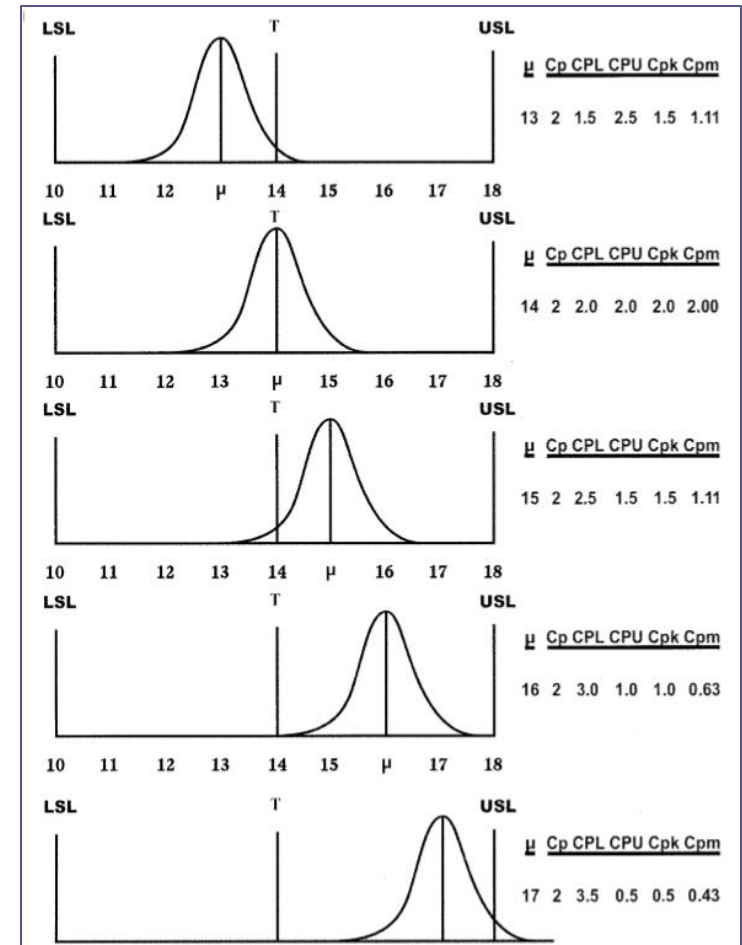 LSL T USL
µ Cp CPL CPU Cpk Cpm
13 2 1.5 2.5 1.5 1.11
10 11 12 µ 14 15 16 17 18
LSL T USL
µ Cp CPL CPU Cpk Cpm
14 2 2.0 2.0 2.0 2.00
10 11 12 13 µ 15 16 17 18
LSL T USL
µ Cp CPL CPU Cpk Cpm
15 2 2.5 1.5 1.5 1.11
10 11 12 13 14 µ 16 17 18
LSL T USL
µ Cp CPL CPU Cpk Cpm
16 2 3.0 1.0 1.0 0.63
10 11 12 13 14 15 µ 17 18
LSL T USL
µ Cp CPL CPU Cpk Cpm
17 2 3.5 0.5 0.5 0.43